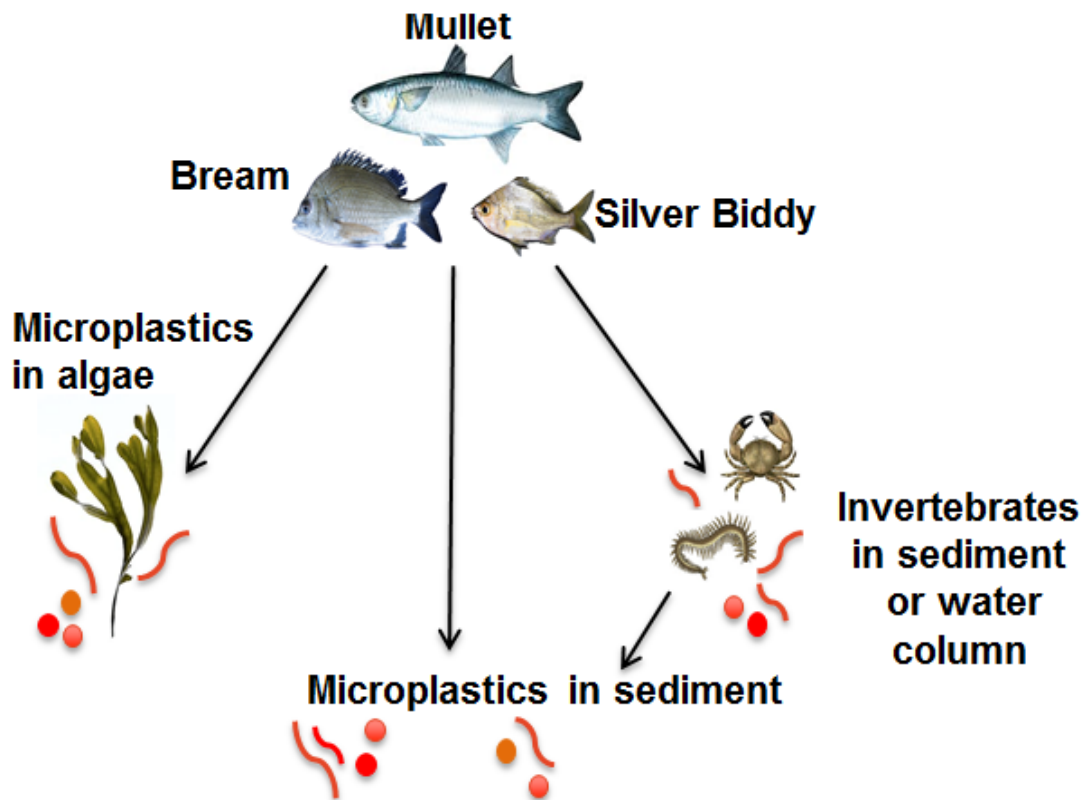 Mullet
Bream
Silver Biddy
Microplastics
in algae
Invertebrates
in sediment
or water
column
Microplastics in sediment